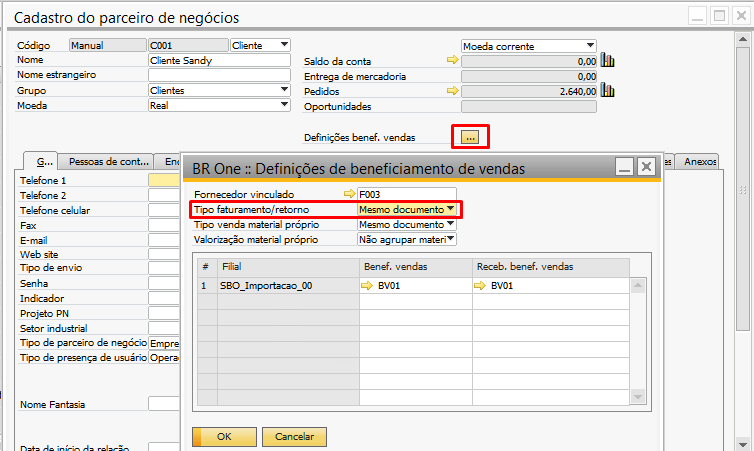 Cadastro do parceiro de negócios
Código Manual C001 Cliente
Nome Cliente Sandy
Nome estrangeiro
Grupo Clientes
Moeda Real
Moeda corrente
Saldo da conta 0,00
Entrega de mercadoria 0,00
Pedidos 2.640,00
Oportunidades
Definições benef. vendas ...
G... Pessoas de cont... Anexos
Telefone 1
Telefone 2
Telefone celular
Fax
E-mail
Web site
Tipo de envio
Senha
Indicador
Projeto PN
Setor industrial
Tipo de parceiro de negócio Empre
Tipo de presença de usuário Opera
Nome Fantasia
Data de início da relação
BR One :: Definições de beneficiamento de vendas
Fornecedor vinculado F003
Tipo faturamento/retorno Mesmo documento
Tipo venda material próprio Mesmo documento
Valorização material próprio Não agrupar materi
# Filial Benef. vendas Receb. benef. vendas
1 SBO_Importacao_00 BV01 BV01
OK Cancelar